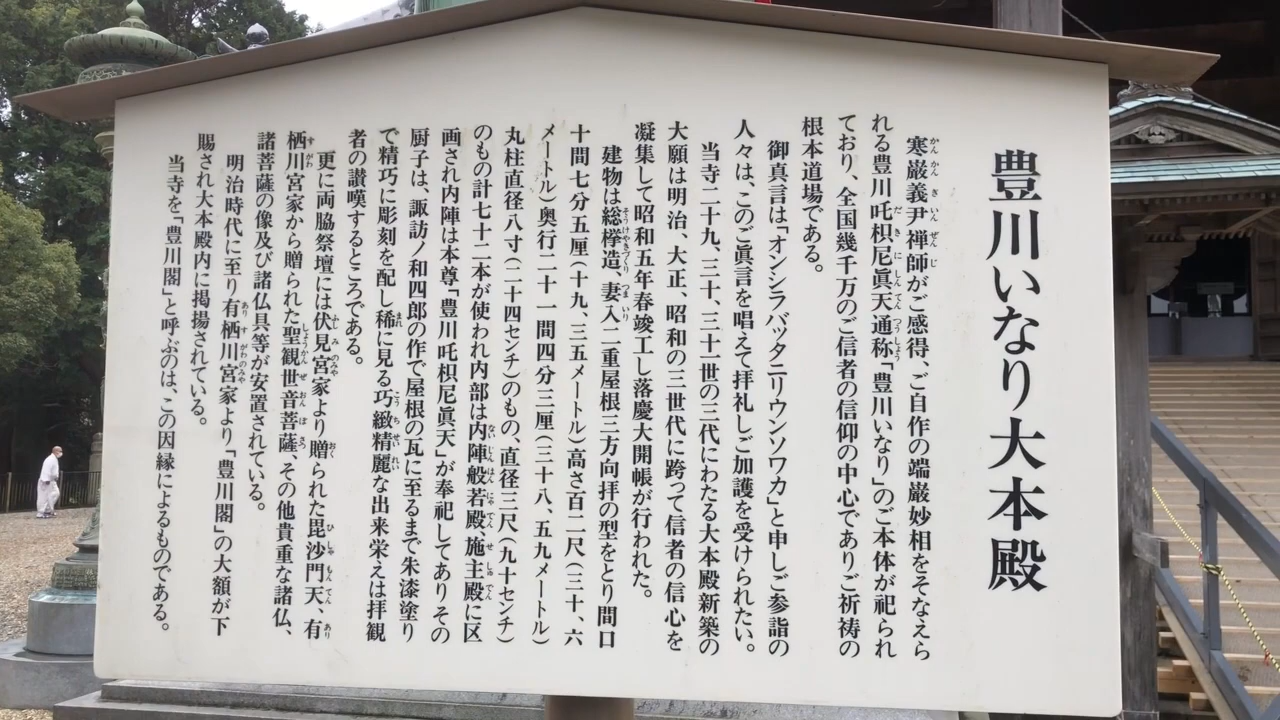 豊川いなり大本殿
寒巌義尹禅師がご感得、ご自作の端巌妙相をそなえら
れる豊川吒枳尼眞天通称「豊川いなり」のご本体が祀られ
ており、全国幾千万のご信者の信仰の中心でありご祈祷の
根本道場である。
御真言は「オンシラバッタニリウンソワカ」と申しご参詣の
人々は、このご眞言を唱えて拝礼しご加護を受けられたい。
当寺二十九、三十、三十一世の三代にわたる大本殿新築の
大願は明治、大正、昭和の三世代に跨つて信者の信心を
凝集して昭和五年春竣工し落慶大開帳が行われた。
建物は総欅造、妻入二重屋根三方向拝の型をとり間口
十間七分五厘(十九、三五メートル)高さ百二尺(三十、六
メートル)奥行二十一間四分三厘(三十八、五九メートル)
丸柱直径八寸(二十四センチ)のもの、直径三尺(九十センチ)
のもの計七十二本が使われ内部は内陣般若殿、施主殿に区
画され内陣は本尊「豊川吒枳尼眞天」が奉祀してありその
厨子は、諏訪ノ和四郎の作で屋根の瓦に至るまで朱漆塗り
で精巧に彫刻を配し稀に見る巧緻精麗な出来栄えは拝観
者の讃嘆するところである。
更に両脇祭壇には伏見宮家より贈られた毘沙門天、有
栖川宮家から贈られた聖観世音菩薩、その他貴重な諸仏、
諸菩薩の像及び諸仏具等が安置されている。
明治時代に至り有栖川宮家より「豊川閣」の大額が下
賜され大本殿内に掲揚されている。
当寺を「豊川閣」と呼ぶのは、この因縁によるものである。